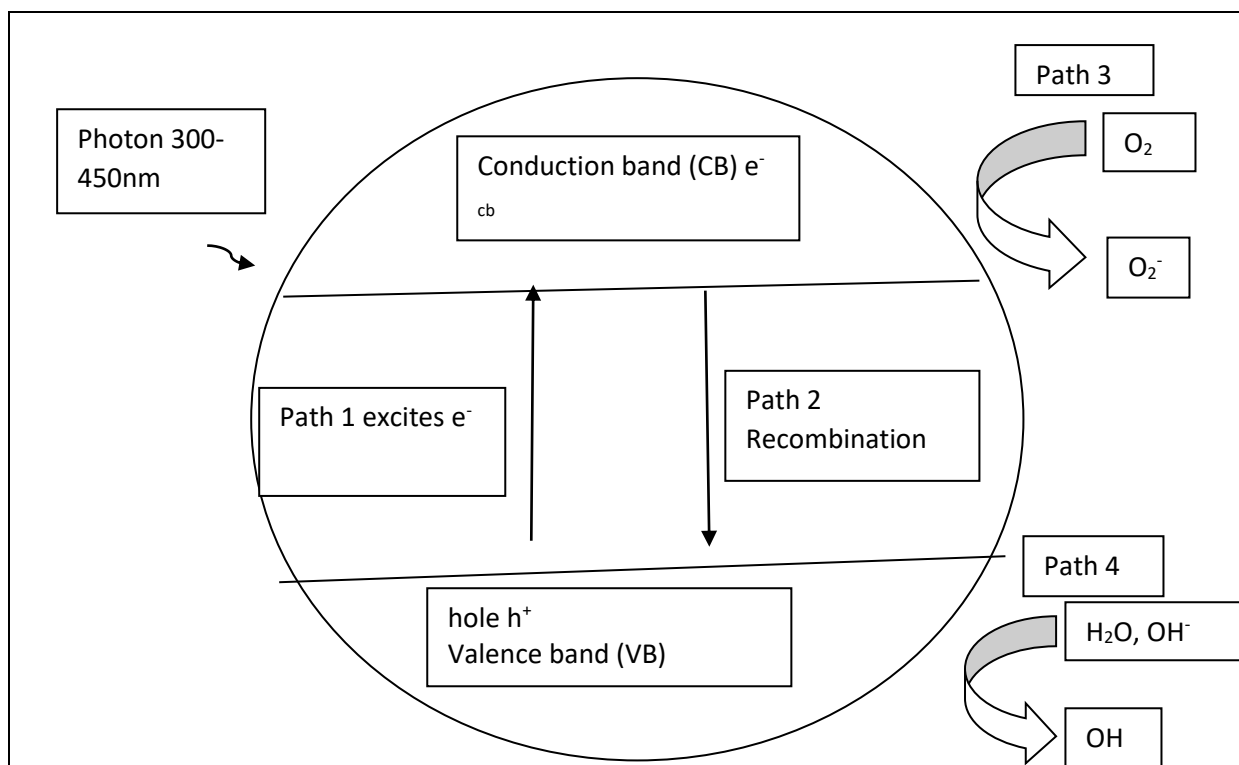 Path 3
Photon 300-
450nm
Conduction band (CB) e⁻
cb
O₂
O₂⁻
Path 1 excites e⁻
Path 2
Recombination
Path 4
hole h⁺
Valence band (VB)
H₂O, OH⁻
OH